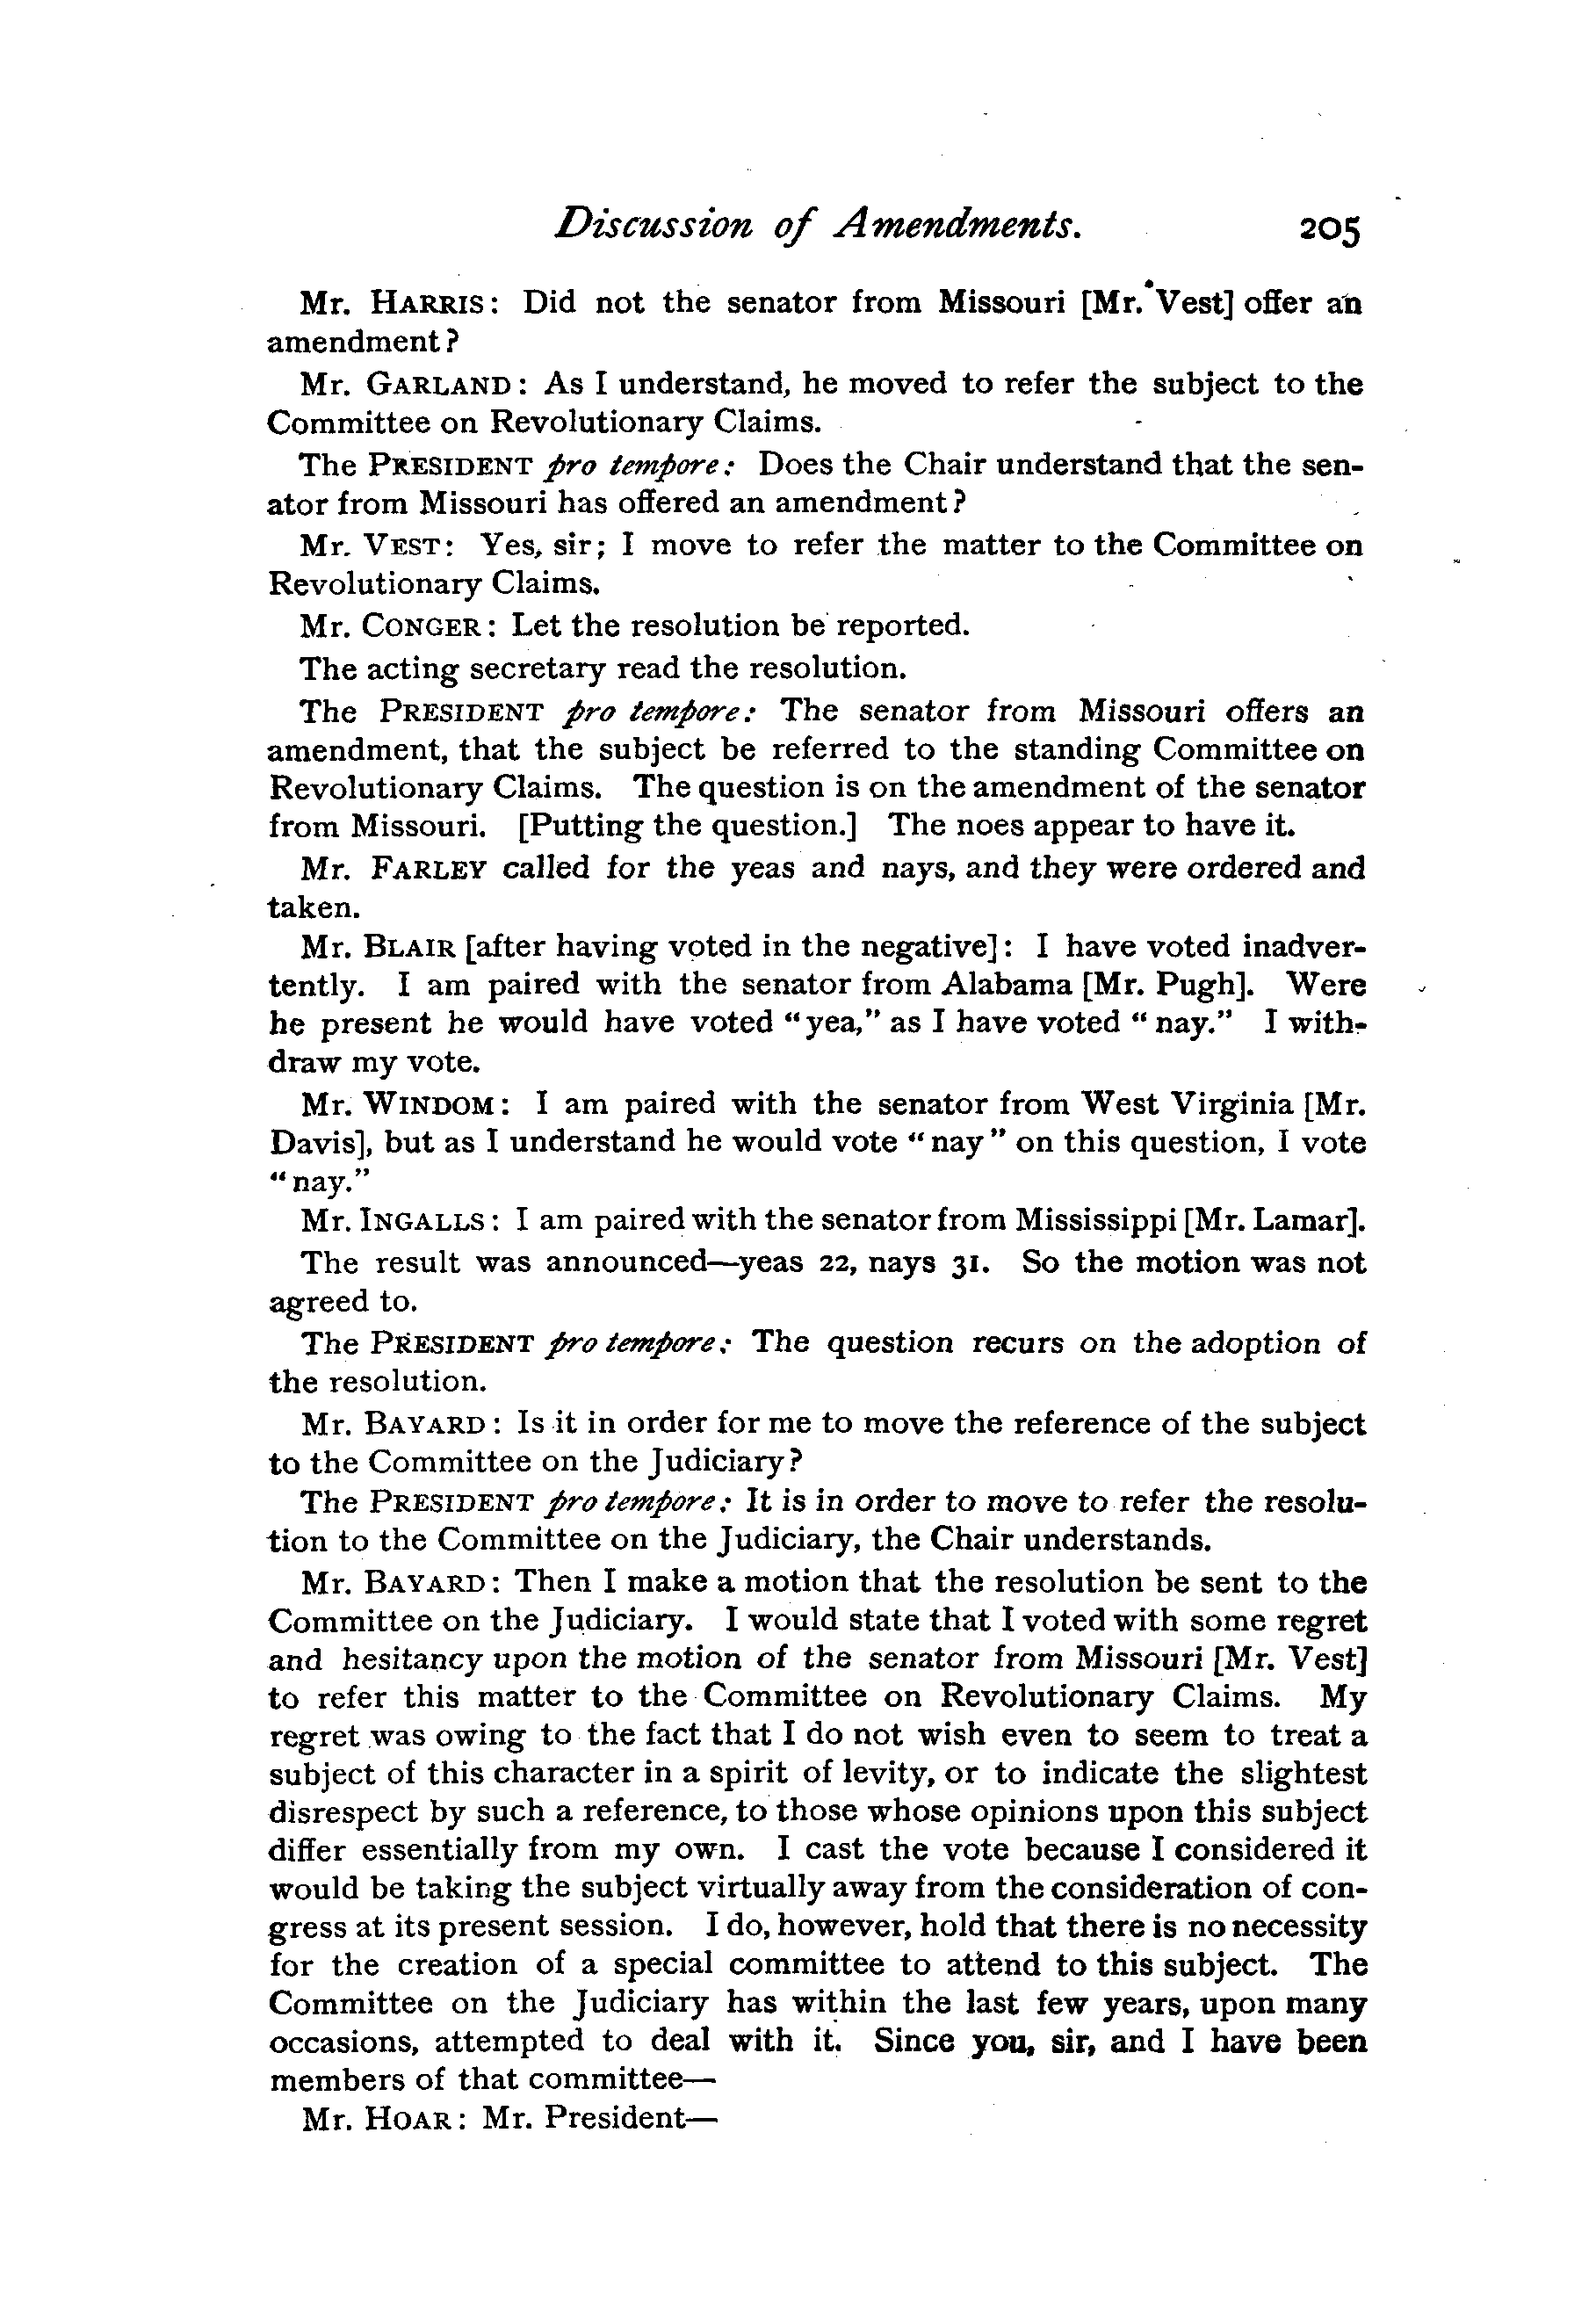 Discussion of Amendments. 205
Mr. HARRIS: Did not the senator from Missouri [Mr. Vest] offer an
amendment?
Mr. GARLAND: As I understand, he moved to refer the subject to the
Committee on Revolutionary Claims.
The PRESIDENT pro tempore: Does the Chair understand that the sen-
ator from Missouri has offered an amendment?
Mr. VEST: Yes, sir; I move to refer the matter to the Committee on
Revolutionary Claims.
Mr. CONGER: Let the resolution be reported.
The acting secretary read the resolution.
The PRESIDENT pro tempore: The senator from Missouri offers an
amendment, that the subject be referred to the standing Committee on
Revolutionary Claims. The question is on the amendment of the senator
from Missouri. [Putting the question.] The noes appear to have it.
Mr. FARLEY called for the yeas and nays, and they were ordered and
taken.
Mr. BLAIR [after having voted in the negative]: I have voted inadver-
tently. I am paired with the senator from Alabama [Mr. Pugh]. Were
he present he would have voted "yea," as I have voted "nay." I with-
draw my vote.
Mr. WINDOM: I am paired with the senator from West Virginia [Mr.
Davis], but as I understand he would vote "nay" on this question, I vote
"nay."
Mr. INGALLS: I am paired with the senator from Mississippi [Mr. Lamar].
The result was announced—yeas 22, nays 31. So the motion was not
agreed to.
The PRESIDENT pro tempore: The question recurs on the adoption of
the resolution.
Mr. BAYARD: Is it in order for me to move the reference of the subject
to the Committee on the Judiciary?
The PRESIDENT pro tempore: It is in order to move to refer the resolu-
tion to the Committee on the Judiciary, the Chair understands.
Mr. BAYARD: Then I make a motion that the resolution be sent to the
Committee on the Judiciary. I would state that I voted with some regret
and hesitancy upon the motion of the senator from Missouri [Mr. Vest]
to refer this matter to the Committee on Revolutionary Claims. My
regret was owing to the fact that I do not wish even to seem to treat a
subject of this character in a spirit of levity, or to indicate the slightest
disrespect by such a reference, to those whose opinions upon this subject
differ essentially from my own. I cast the vote because I considered it
would be taking the subject virtually away from the consideration of con-
gress at its present session. I do, however, hold that there is no necessity
for the creation of a special committee to attend to this subject. The
Committee on the Judiciary has within the last few years, upon many
occasions, attempted to deal with it. Since you, sir, and I have been
members of that committee—
Mr. HOAR: Mr. President—